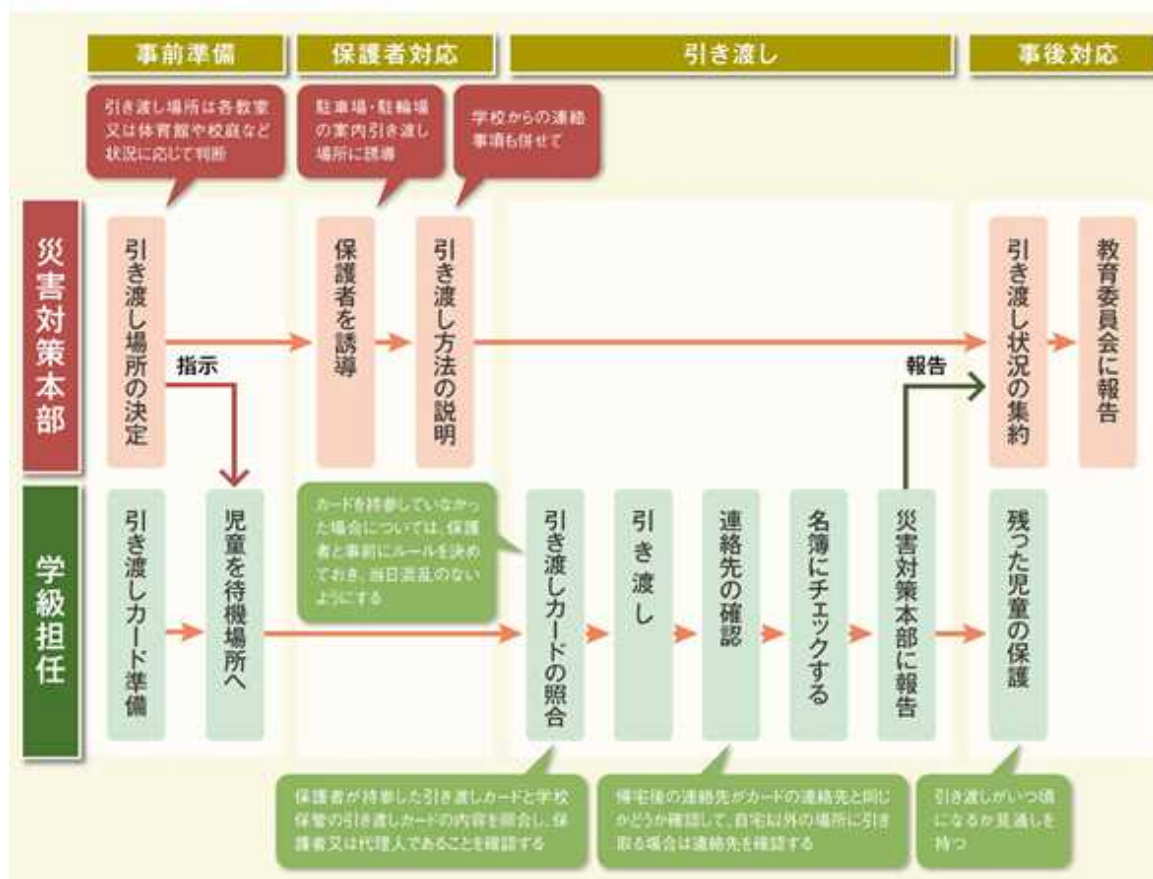 事前準備
保護者対応
引き渡し
事後対応
引き渡し場所は各教室
又は体育館や校庭など
状況に応じて判断
駐車場・駐輪場
の案内引き渡し
場所に誘導
学校からの連絡
事項も併せて
災害対策本部
引き渡し場所の決定
指示
保護者を誘導
引き渡し方法の説明
報告
引き渡し状況の集約
教育委員会に報告
学級担任
引き渡しカード準備
児童を待機場所へ
カードを持参していなかっ
た場合については、保護
者と事前にルールを決め
ておき、当日混乱のない
ようにする
引き渡しカードの照合
引き渡し
連絡先の確認
名簿にチェックする
災害対策本部に報告
残った児童の保護
保護者が持参した引き渡しカードと学校
保管の引き渡しカードの内容を照合し、保
護者又は代理人であることを確認する
帰宅後の連絡先がカードの連絡先と同じ
かどうか確認して、自宅以外の場所に引き
取る場合は連絡先を確認する
引き渡しがいつ頃
になるか見通しを
持つ